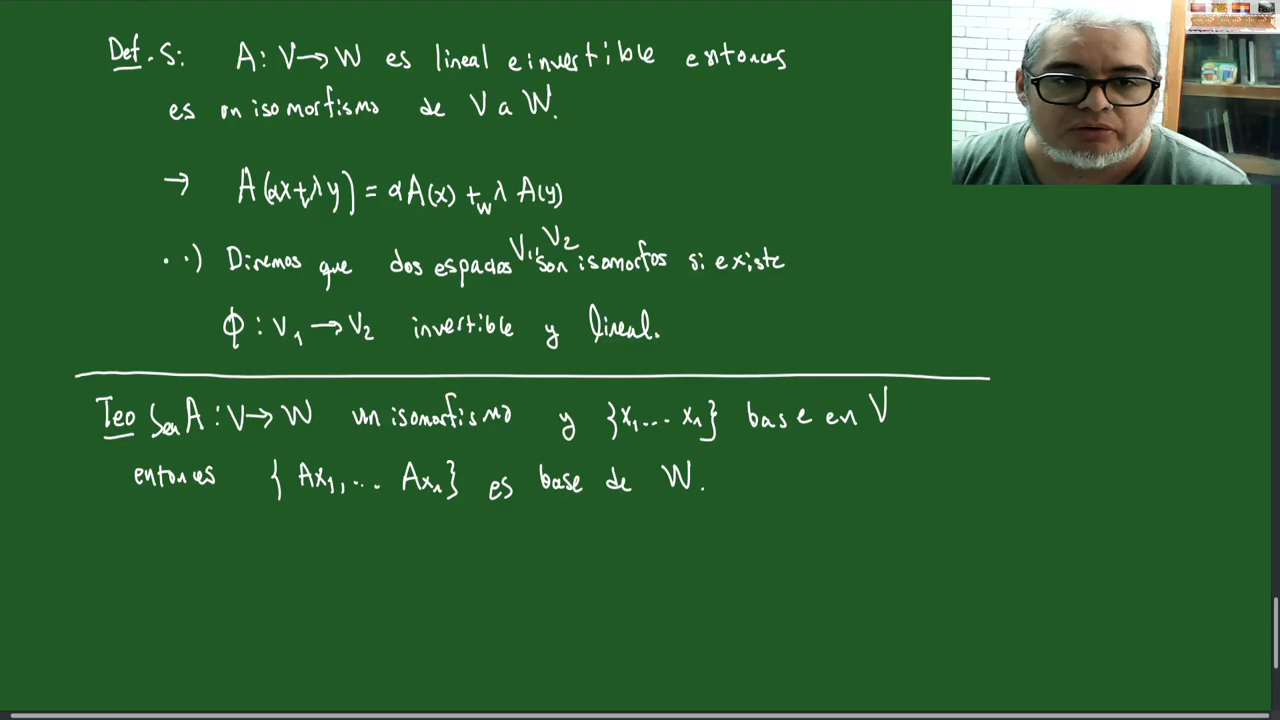 Def. Si A: V→W es lineal e invertible entonces
es un isomorfismo de V a W.
→ A(αx+λy) = αA(x) +_W λ A(y)
··) Diremos que dos espacios V₁, V₂ son isomorfos si existe
Φ: V₁ → V₂ invertible y lineal.
Teo Sea A: V→W un isomorfismo y {x₁... xₙ} base en V
entonces { Ax₁,... Axₙ} es base de W.